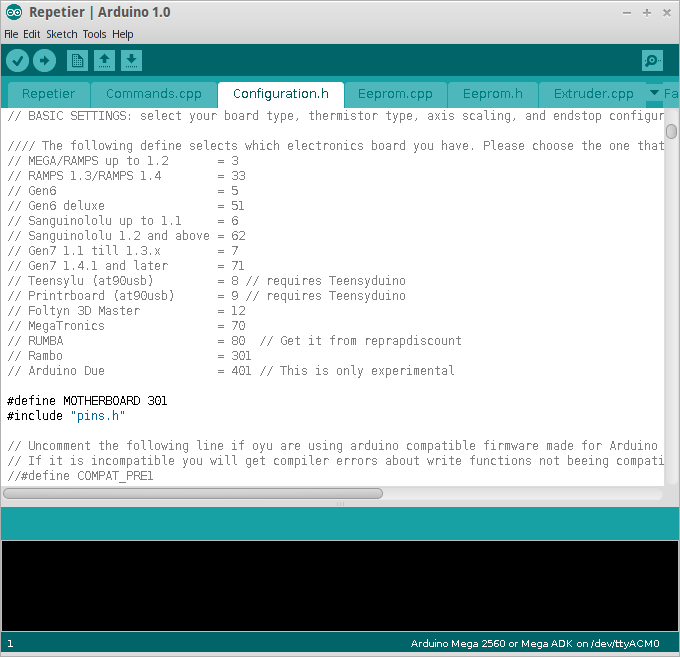 Repetier | Arduino 1.0
File Edit Sketch Tools Help
Repetier Commands.cpp Configuration.h Eeprom.cpp Eeprom.h Extruder.cpp Fa
// BASIC SETTINGS: select your board type, thermistor type, axis scaling, and endstop configur
//// The following define selects which electronics board you have. Please choose the one that
// MEGA/RAMPS up to 1.2 = 3
// RAMPS 1.3/RAMPS 1.4 = 33
// Gen6 = 5
// Gen6 deluxe = 51
// Sanguinololu up to 1.1 = 6
// Sanguinololu 1.2 and above = 62
// Gen7 1.1 till 1.3.x = 7
// Gen7 1.4.1 and later = 71
// Teensylu (at90usb) = 8 // requires Teensyduino
// Printrboard (at90usb) = 9 // requires Teensyduino
// Foltyn 3D Master = 12
// MegaTronics = 70
// RUMBA = 80 // Get it from reprapdiscount
// Rambo = 301
// Arduino Due = 401 // This is only experimental
#define MOTHERBOARD 301
#include "pins.h"
// Uncomment the following line if oyu are using arduino compatible firmware made for Arduino
// If it is incompatible you will get compiler errors about write functions not beeing compati
//#define COMPAT_PRE1
1 Arduino Mega 2560 or Mega ADK on /dev/ttyACM0